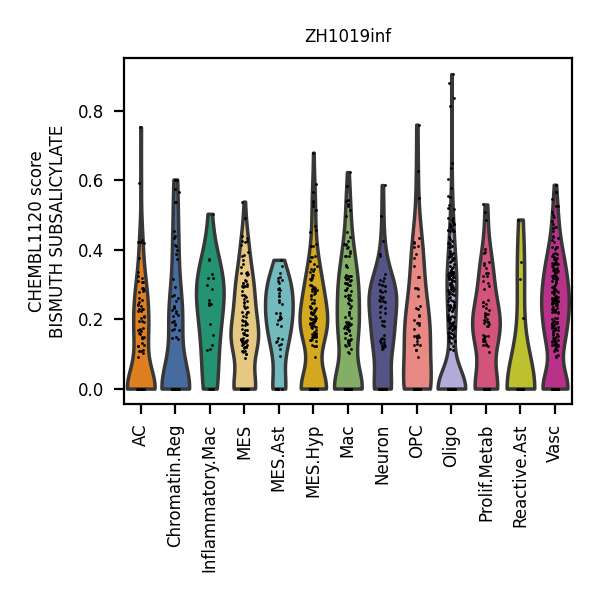 ZH1019inf
CHEMBL1120 score
BISMUTH SUBSALICYLATE
0.8
0.6
0.4
0.2
0.0
AC
Chromatin.Reg
Inflammatory.Mac
MES
MES.Ast
MES.Hyp
Mac
Neuron
OPC
Oligo
Prolif.Metab
Reactive.Ast
Vasc